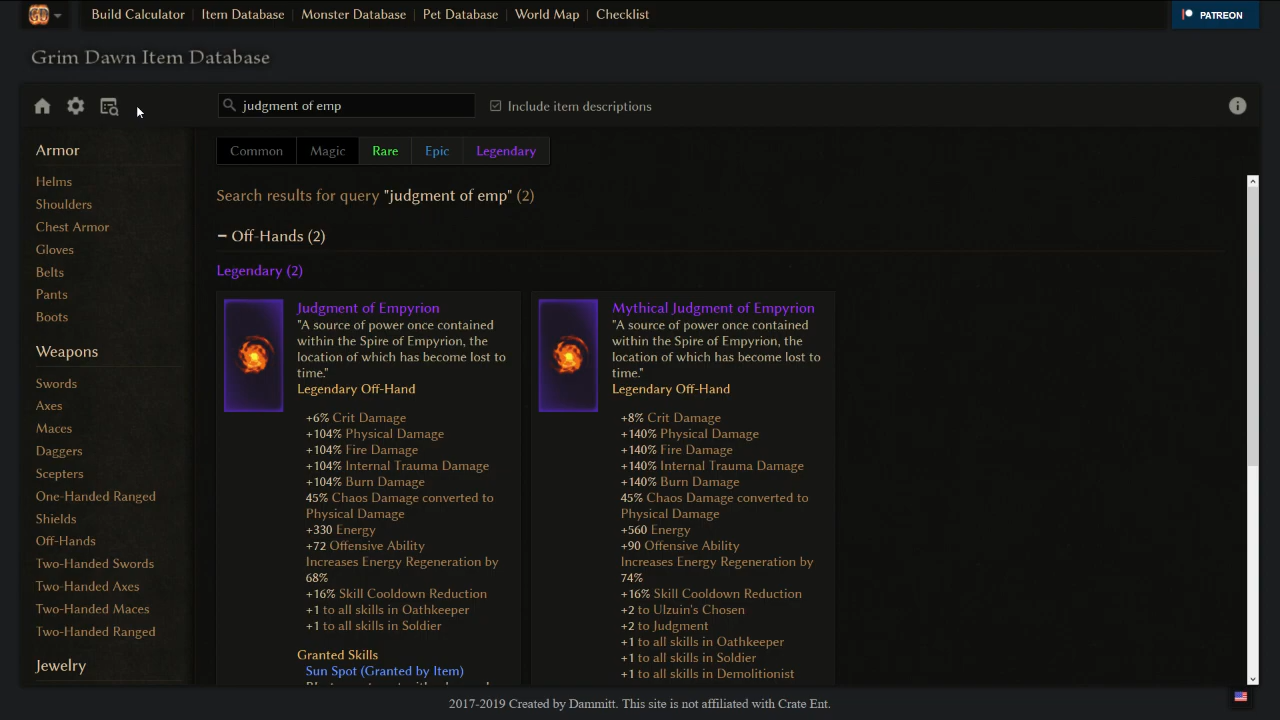 Build Calculator Item Database Monster Database Pet Database World Map Checklist PATREON
Grim Dawn Item Database
judgment of emp Include item descriptions
Armor
Helms
Shoulders
Chest Armor
Gloves
Belts
Pants
Boots
Weapons
Swords
Axes
Maces
Daggers
Scepters
One-Handed Ranged
Shields
Off-Hands
Two-Handed Swords
Two-Handed Axes
Two-Handed Maces
Two-Handed Ranged
Jewelry
Common Magic Rare Epic Legendary
Search results for query "judgment of emp" (2)
Off-Hands (2)
Legendary (2)
Judgment of Empyrion
"A source of power once contained
within the Spire of Empyrion, the
location of which has become lost to
time."
Legendary Off-Hand
+6% Crit Damage
+104% Physical Damage
+104% Fire Damage
+104% Internal Trauma Damage
+104% Burn Damage
45% Chaos Damage converted to
Physical Damage
+330 Energy
+72 Offensive Ability
Increases Energy Regeneration by
68%
+16% Skill Cooldown Reduction
+1 to all skills in Oathkeeper
+1 to all skills in Soldier
Granted Skills
Sun Spot (Granted by Item)
Mythical Judgment of Empyrion
"A source of power once contained
within the Spire of Empyrion, the
location of which has become lost to
time."
Legendary Off-Hand
+8% Crit Damage
+140% Physical Damage
+140% Fire Damage
+140% Internal Trauma Damage
+140% Burn Damage
45% Chaos Damage converted to
Physical Damage
+560 Energy
+90 Offensive Ability
Increases Energy Regeneration by
74%
+16% Skill Cooldown Reduction
+2 to Ulzuin's Chosen
+2 to Judgment
+1 to all skills in Oathkeeper
+1 to all skills in Soldier
+1 to all skills in Demolitionist
2017-2019 Created by Dammitt. This site is not affiliated with Crate Ent.